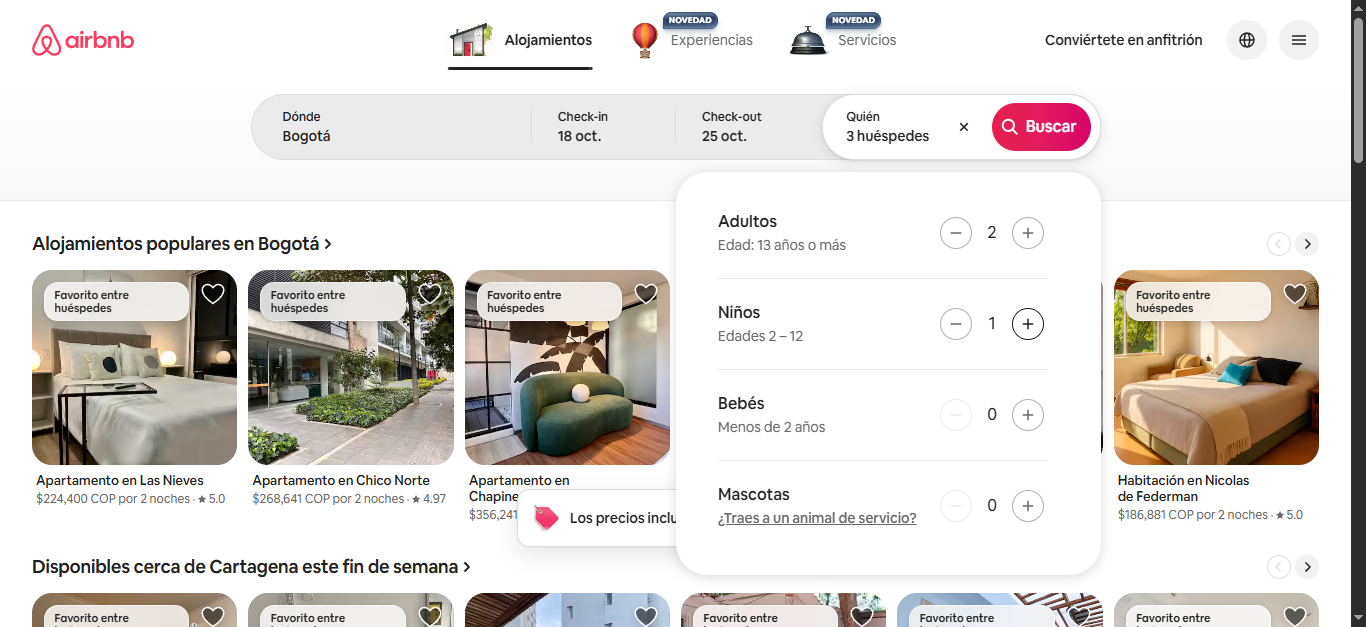 airbnb
Alojamientos
NOVEDAD
Experiencias
NOVEDAD
Servicios
Conviértete en anfitrión
Dónde
Bogotá
Check-in
18 oct.
Check-out
25 oct.
Quién
3 huéspedes
Buscar
Adultos
Edad: 13 años o más
2
Niños
Edades 2 – 12
1
Bebés
Menos de 2 años
0
Mascotas
¿Traes a un animal de servicio?
0
Alojamientos populares en Bogotá
Favorito entre
huéspedes
Apartamento en Las Nieves
$224,400 COP por 2 noches · ★ 5.0
Favorito entre
huéspedes
Apartamento en Chico Norte
$268,641 COP por 2 noches · ★ 4.97
Favorito entre
huéspedes
Apartamento en
Chapine
$356,241
Los precios inclu
Favorito entre
huéspedes
Habitación en Nicolas
de Federman
$186,881 COP por 2 noches · ★ 5.0
Disponibles cerca de Cartagena este fin de semana
Favorito entre
Favorito entre
Favorito entre
Favorito entre
Favorito entre